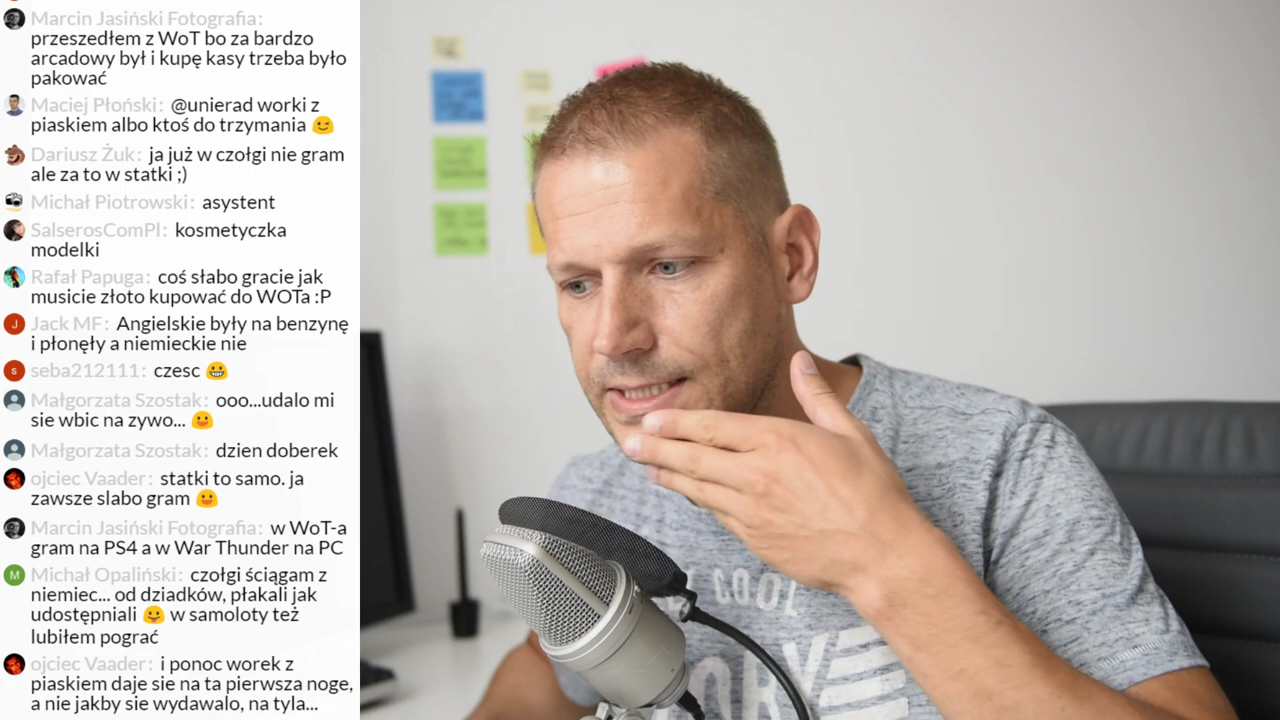 Marcin Jasiński Fotografia:
przeszedłem z WoT bo za bardzo
arcadowy był i kupę kasy trzeba było
pakować
Maciej Płoński: @unierad worki z
piaskiem albo ktoś do trzymania 😉
Dariusz Żuk: ja już w czołgi nie gram
ale za to w statki ;)
Michał Piotrowski: asystent
SalserosComPl: kosmetyczka
modelki
Rafał Papuga: coś słabo gracie jak
musicie złoto kupować do WOTa :P
J Jack MF: Angielskie były na benzynę
i płonęły a niemieckie nie
s seba212111: czesc 😬
Małgorzata Szostak: ooo...udalo mi
sie wbic na zywo... 😀
Małgorzata Szostak: dzien doberek
ojciec Vaader: statki to samo. ja
zawsze slabo gram 😀
Marcin Jasiński Fotografia: w WoT-a
gram na PS4 a w War Thunder na PC
M Michał Opaliński: czołgi ściągam z
niemiec... od dziadków, płakali jak
udostępniali 😛 w samoloty też
lubiłem pograć
ojciec Vaader: i ponoc worek z
piaskiem daje sie na ta pierwsza noge,
a nie jakby sie wydawalo, na tyla...
COOL